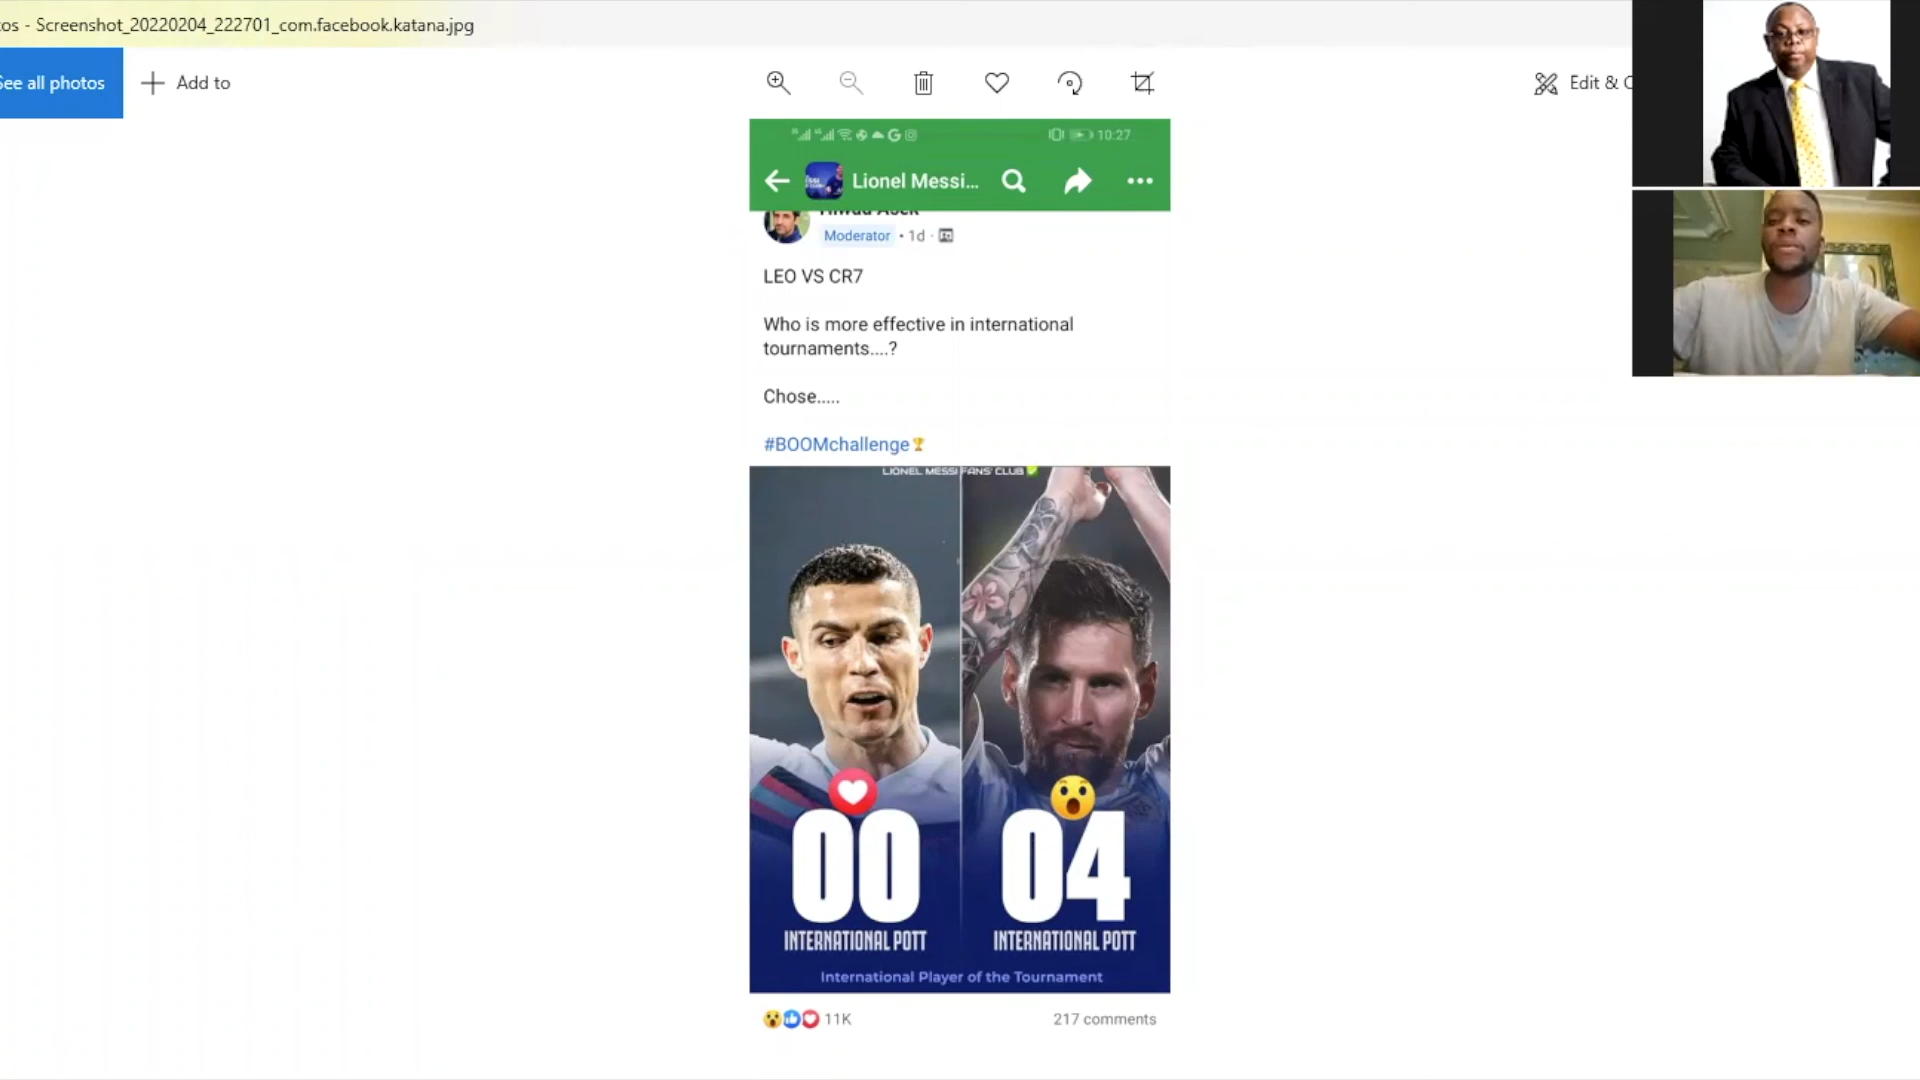 os - Screenshot_20220204_222701_com.facebook.katana.jpg
See all photos
Add to
Edit & C
10:27
Lionel Messi...
Moderator • 1d ·
LEO VS CR7
Who is more effective in international
tournaments....?
Chose.....
#BOOMchallenge🏆
LIONEL MESSI FANS' CLUB ✅
00
INTERNATIONAL POTT
04
INTERNATIONAL POTT
International Player of the Tournament
11K
217 comments